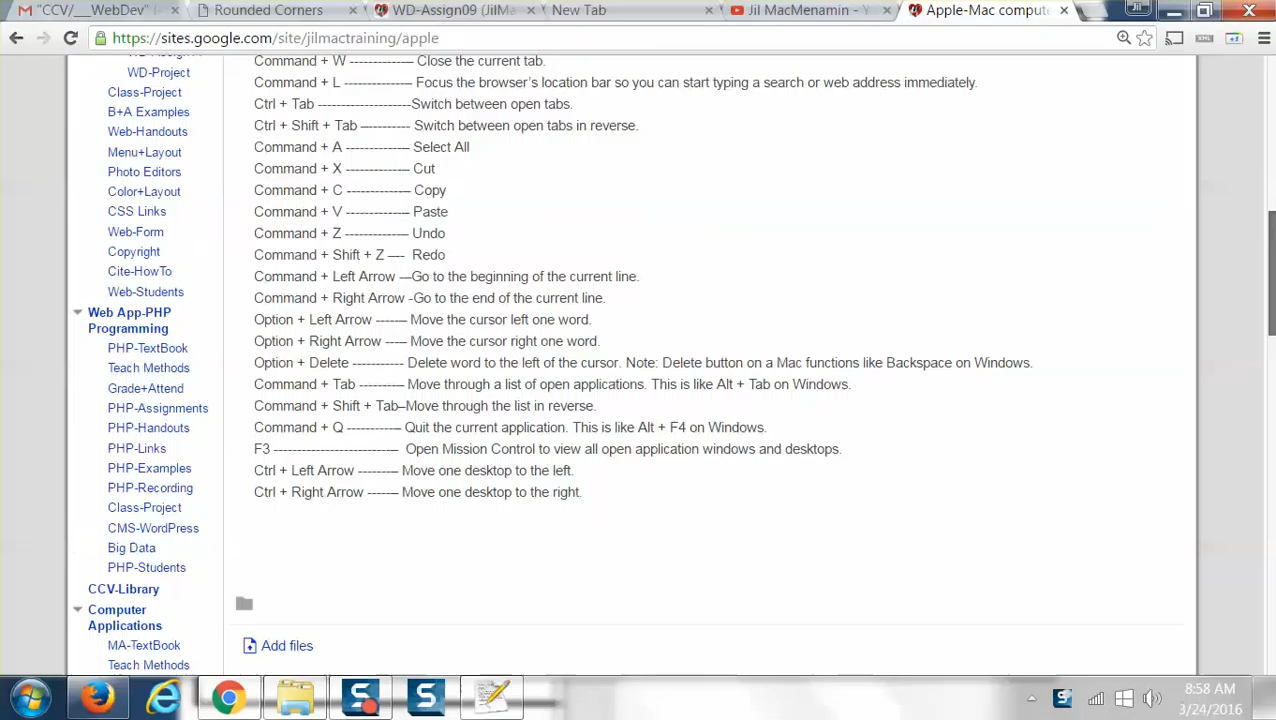 "CCV/___WebDev" (
Rounded Corners
WD-Assign09 (JilM
New Tab
Jil MacMenamin - Y
Apple-Mac compute
Jil
https://sites.google.com/site/jilmactraining/apple
WD-Project
Class-Project
B+A Examples
Web-Handouts
Menu+Layout
Photo Editors
Color+Layout
CSS Links
Web-Form
Copyright
Cite-HowTo
Web-Students
Web App-PHP
Programming
PHP-TextBook
Teach Methods
Grade+Attend
PHP-Assignments
PHP-Handouts
PHP-Links
PHP-Examples
PHP-Recording
Class-Project
CMS-WordPress
Big Data
PHP-Students
CCV-Library
Computer
Applications
MA-TextBook
Teach Methods
Command + W -------------– Close the current tab.
Command + L --------------– Focus the browser's location bar so you can start typing a search or web address immediately.
Ctrl + Tab --------------------Switch between open tabs.
Ctrl + Shift + Tab –--------- Switch between open tabs in reverse.
Command + A -------------– Select All
Command + X -------------– Cut
Command + C -------------– Copy
Command + V -------------– Paste
Command + Z -------------– Undo
Command + Shift + Z –-- Redo
Command + Left Arrow –-Go to the beginning of the current line.
Command + Right Arrow -Go to the end of the current line.
Option + Left Arrow ------– Move the cursor left one word.
Option + Right Arrow ----– Move the cursor right one word.
Option + Delete ----------- Delete word to the left of the cursor. Note: Delete button on a Mac functions like Backspace on Windows.
Command + Tab --------– Move through a list of open applications. This is like Alt + Tab on Windows.
Command + Shift + Tab–Move through the list in reverse.
Command + Q ----------– Quit the current application. This is like Alt + F4 on Windows.
F3 -------------------------– Open Mission Control to view all open application windows and desktops.
Ctrl + Left Arrow -------– Move one desktop to the left.
Ctrl + Right Arrow -----– Move one desktop to the right.
Add files
8:58 AM
3/24/2016